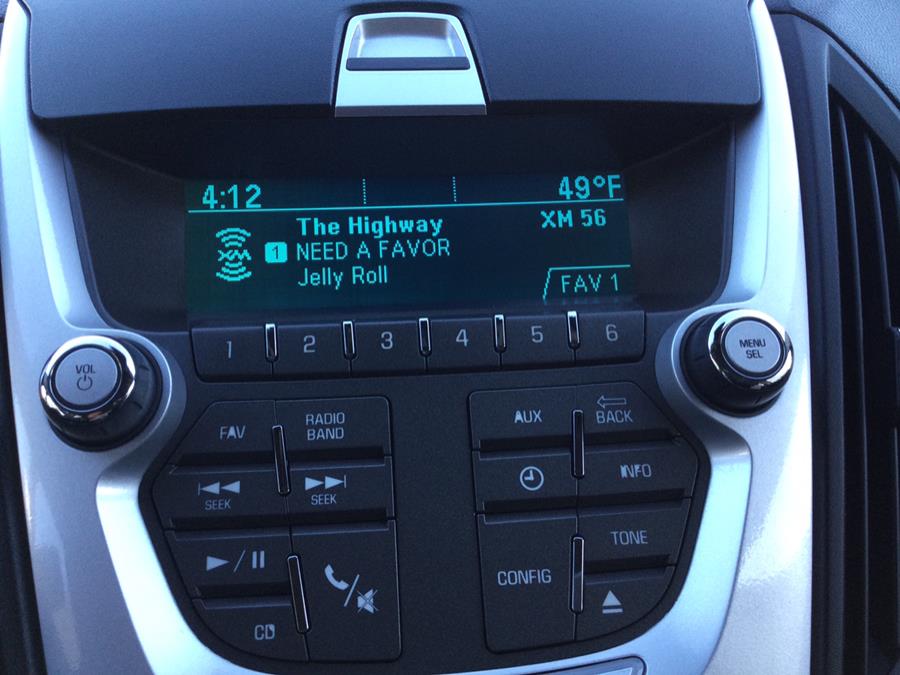 4:12 49°F
The Highway XM 56
XM 1 NEED A FAVOR
Jelly Roll
FAV 1
1 2 3 4 5 6
VOL
MENU
SEL
FAV
RADIO
BAND
AUX
BACK
SEEK
SEEK
INFO
TONE
CONFIG
CD